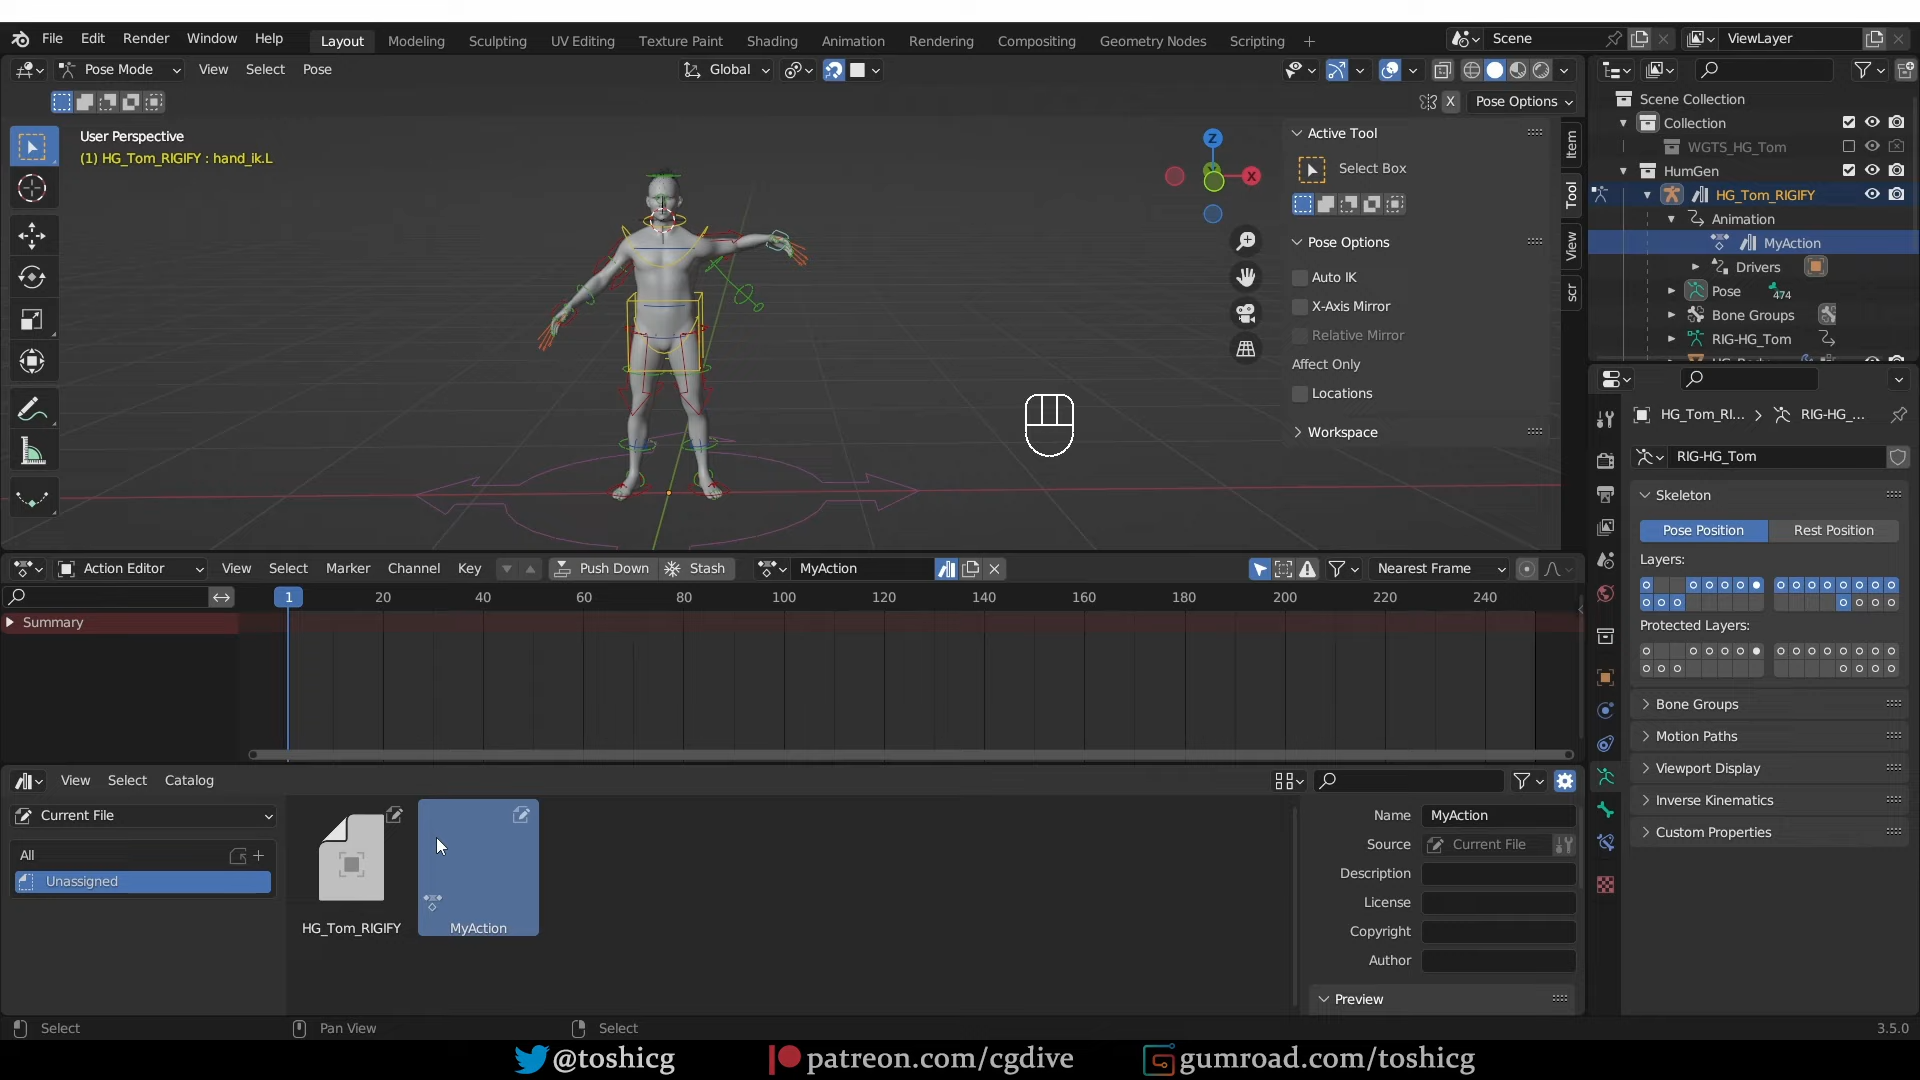 File Edit Render Window Help
Layout Modeling Sculpting UV Editing Texture Paint Shading Animation Rendering Compositing Geometry Nodes Scripting +
Scene
ViewLayer
Pose Mode View Select Pose
Global
X Pose Options
User Perspective
(1) HG_Tom_RIGIFY : hand_ik.L
Z
X
Active Tool
Select Box
Pose Options
Auto IK
X-Axis Mirror
Relative Mirror
Affect Only
Locations
Workspace
Item
Tool
View
scr
Scene Collection
Collection
WGTS_HG_Tom
HumGen
HG_Tom_RIGIFY
Animation
MyAction
Drivers
Pose 474
Bone Groups
RIG-HG_Tom
HG_Tom_RI... > RIG-HG_...
RIG-HG_Tom
Skeleton
Pose Position Rest Position
Layers:
Protected Layers:
Bone Groups
Motion Paths
Viewport Display
Inverse Kinematics
Custom Properties
Action Editor View Select Marker Channel Key Push Down Stash MyAction Nearest Frame
1 20 40 60 80 100 120 140 160 180 200 220 240
Summary
View Select Catalog
Current File
All
Unassigned
HG_Tom_RIGIFY MyAction
Name MyAction
Source Current File
Description
License
Copyright
Author
Preview
Select Pan View Select 3.5.0
@toshicg patreon.com/cgdive gumroad.com/toshicg